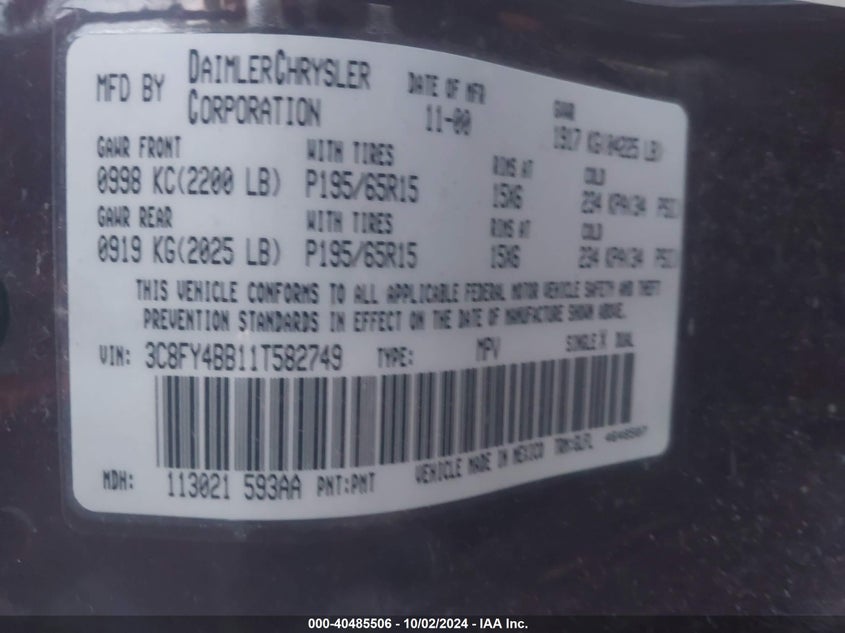 MFD BY DAIMLERCHRYSLER CORPORATION DATE OF MFR 11-00 GVWR 1917 KG(04225 LB)
GAWR FRONT WITH TIRES RIMS AT COLD
0998 KG(2200 LB) P195/65R15 15X6 234 KPA(34 PSI)
GAWR REAR WITH TIRES RIMS AT COLD
0919 KG(2025 LB) P195/65R15 15X6 234 KPA(34 PSI)
THIS VEHICLE CONFORMS TO ALL APPLICABLE FEDERAL MOTOR VEHICLE SAFETY AND THEFT
PREVENTION STANDARDS IN EFFECT ON THE DATE OF MANUFACTURE SHOWN ABOVE.
VIN: 3C8FY4BB11T582749 TYPE: MPV SINGLE X DUAL
MDH: 113021 593AA PNT:PNT VEHICLE MADE IN MEXICO TRM:GLFL
000-40485506 - 10/02/2024 - IAA Inc.